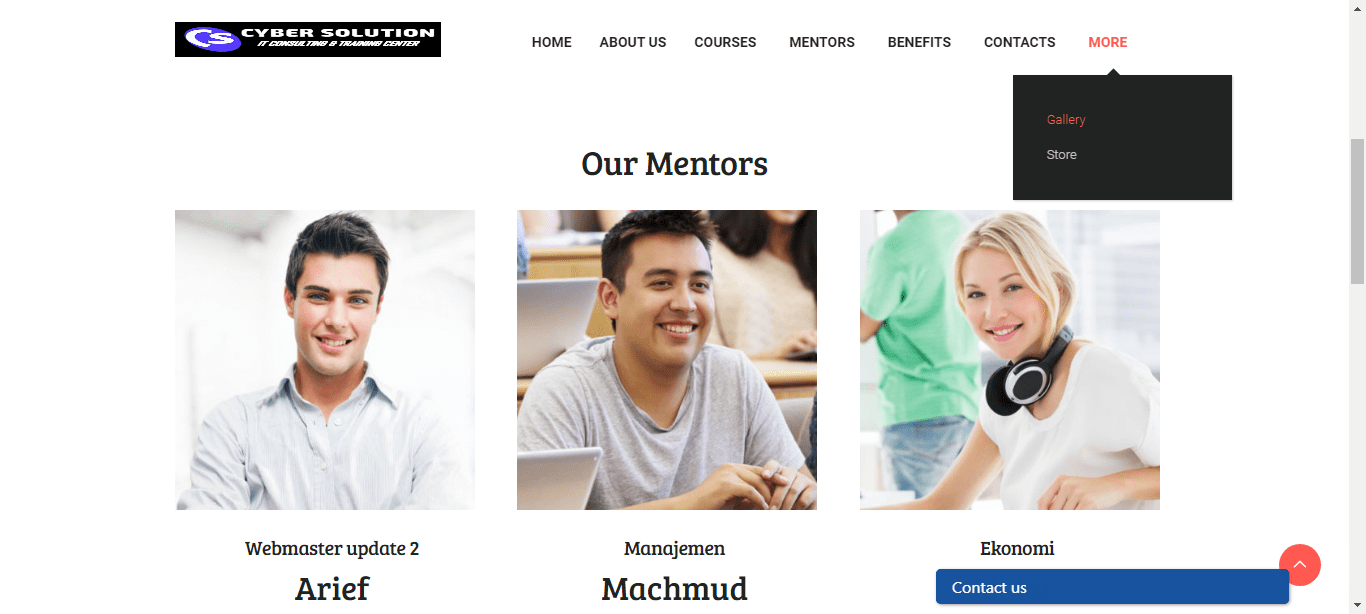 CS CYBER SOLUTION
IT CONSULTING & TRAINING CENTER
HOME ABOUT US COURSES MENTORS BENEFITS CONTACTS MORE
Gallery
Store
Our Mentors
Webmaster update 2 Manajemen Ekonomi
Arief Machmud
Contact us